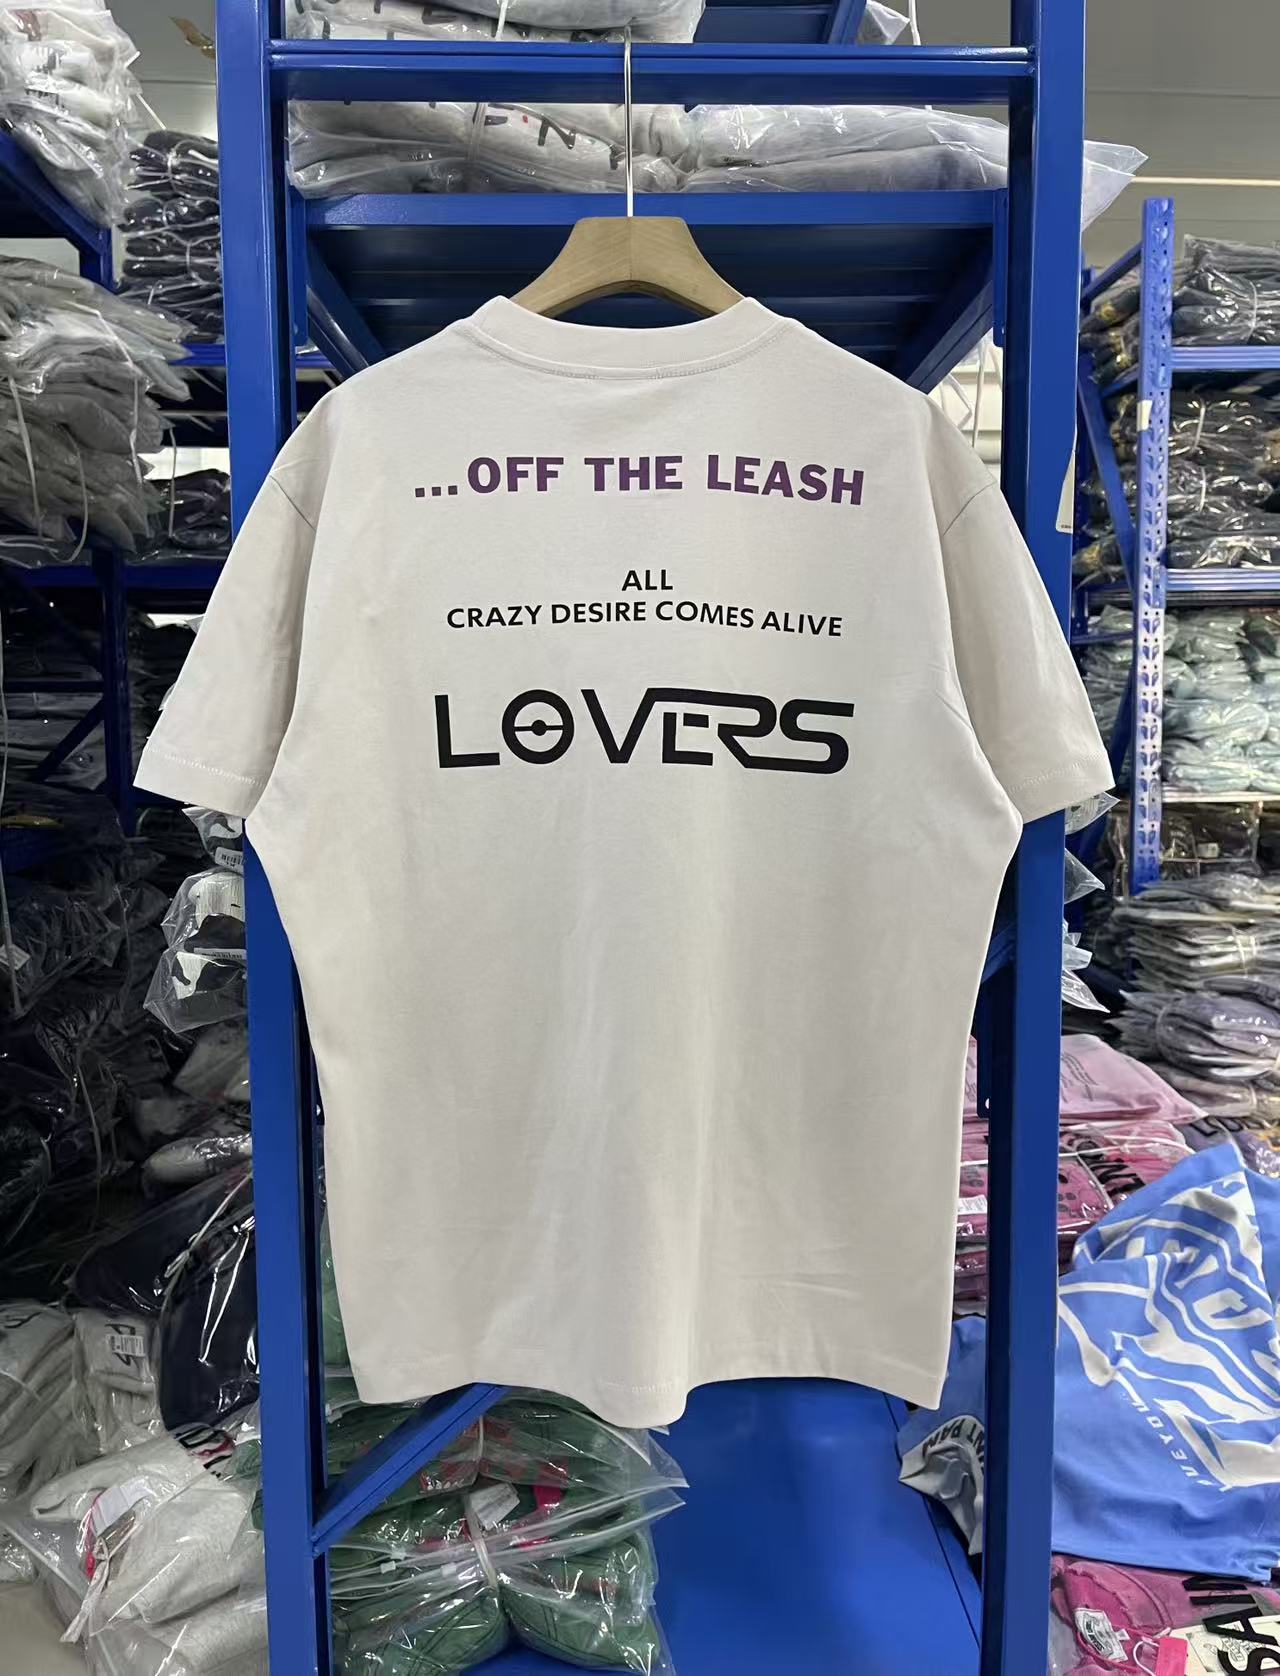 ...OFF THE LEASH
ALL
CRAZY DESIRE COMES ALIVE
LOVERS